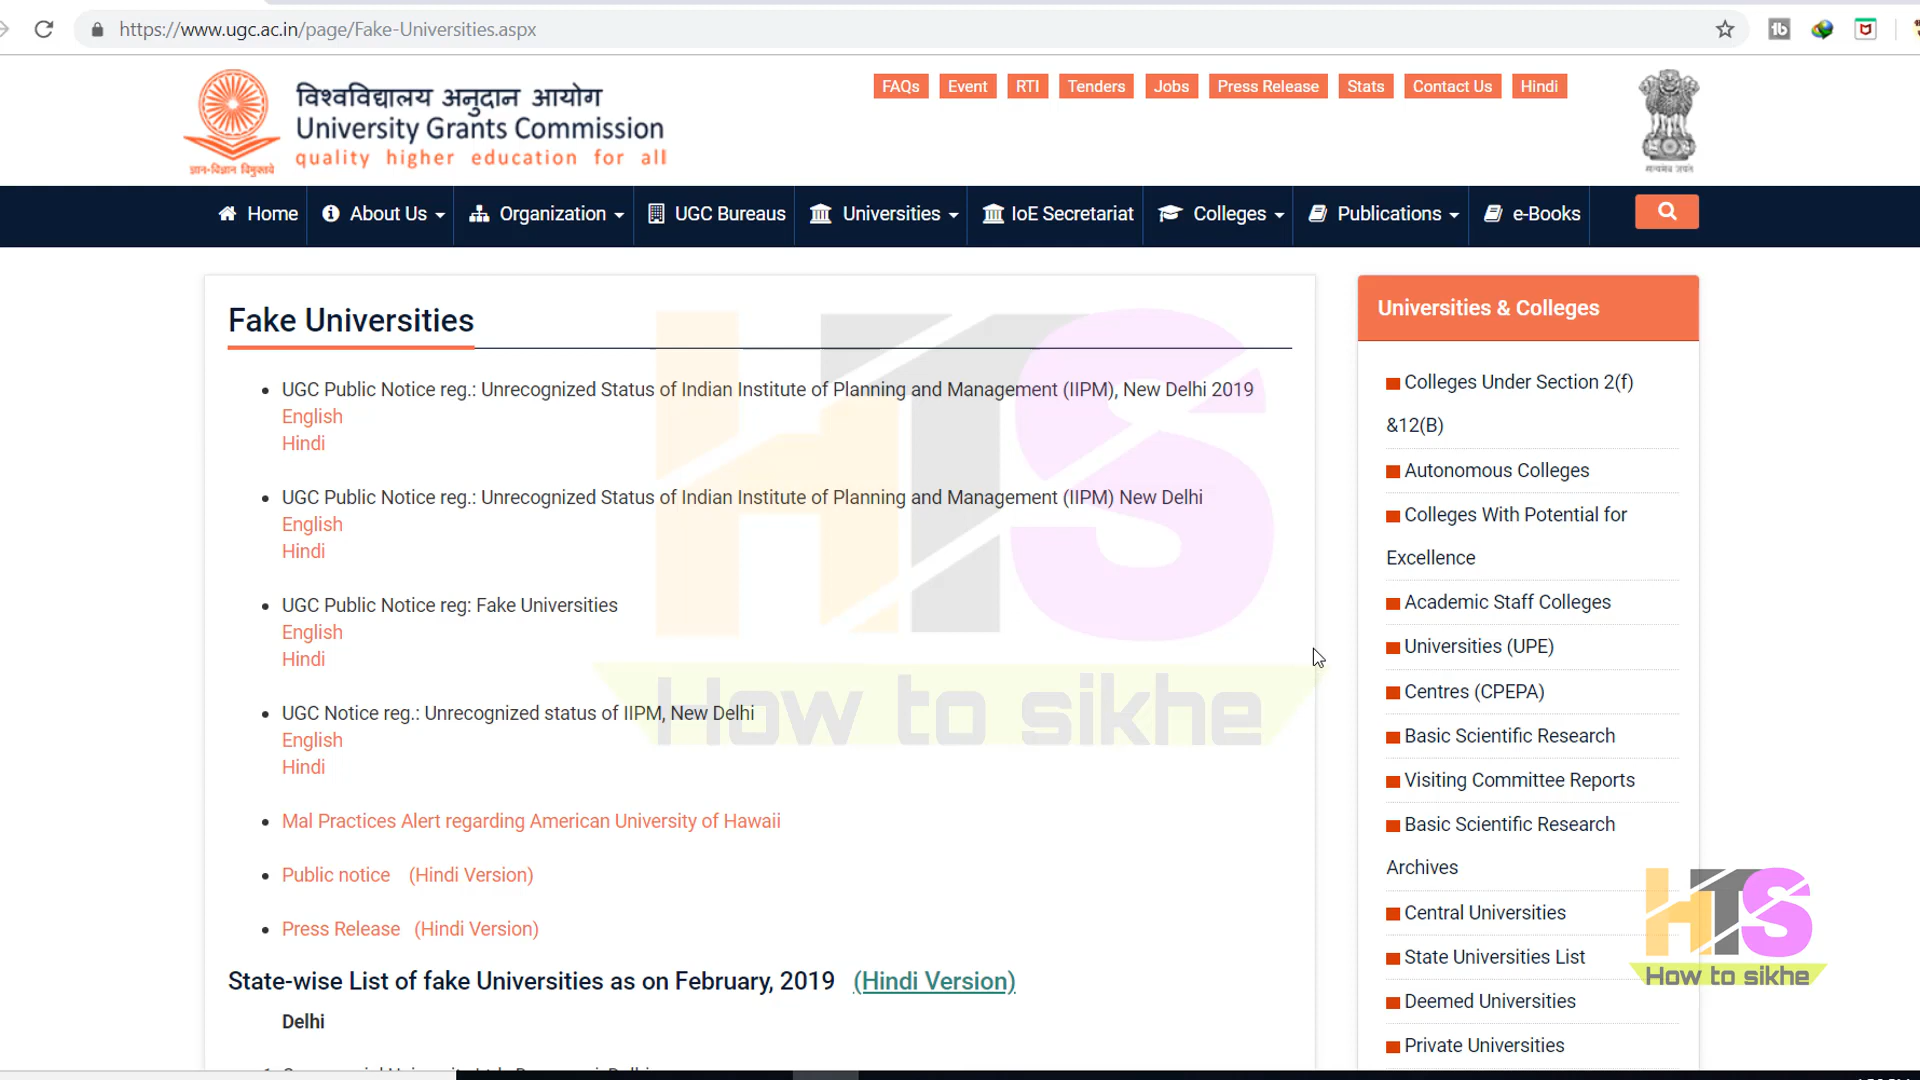 https://www.ugc.ac.in/page/Fake-Universities.aspx
विश्वविद्यालय अनुदान आयोग
University Grants Commission
quality higher education for all
ज्ञान-विज्ञान विमुक्तये
FAQs Event RTI Tenders Jobs Press Release Stats Contact Us Hindi
सत्यमेव जयते
Home About Us Organization UGC Bureaus Universities IoE Secretariat Colleges Publications e-Books
Fake Universities
UGC Public Notice reg.: Unrecognized Status of Indian Institute of Planning and Management (IIPM), New Delhi 2019
English
Hindi
UGC Public Notice reg.: Unrecognized Status of Indian Institute of Planning and Management (IIPM) New Delhi
English
Hindi
UGC Public Notice reg: Fake Universities
English
Hindi
UGC Notice reg.: Unrecognized status of IIPM, New Delhi
English
Hindi
Mal Practices Alert regarding American University of Hawaii
Public notice (Hindi Version)
Press Release (Hindi Version)
State-wise List of fake Universities as on February, 2019 (Hindi Version)
Delhi
Universities & Colleges
Colleges Under Section 2(f)
&12(B)
Autonomous Colleges
Colleges With Potential for
Excellence
Academic Staff Colleges
Universities (UPE)
Centres (CPEPA)
Basic Scientific Research
Visiting Committee Reports
Basic Scientific Research
Archives
Central Universities
State Universities List
Deemed Universities
Private Universities
HTS
How to sikhe
HTS
How to sikhe